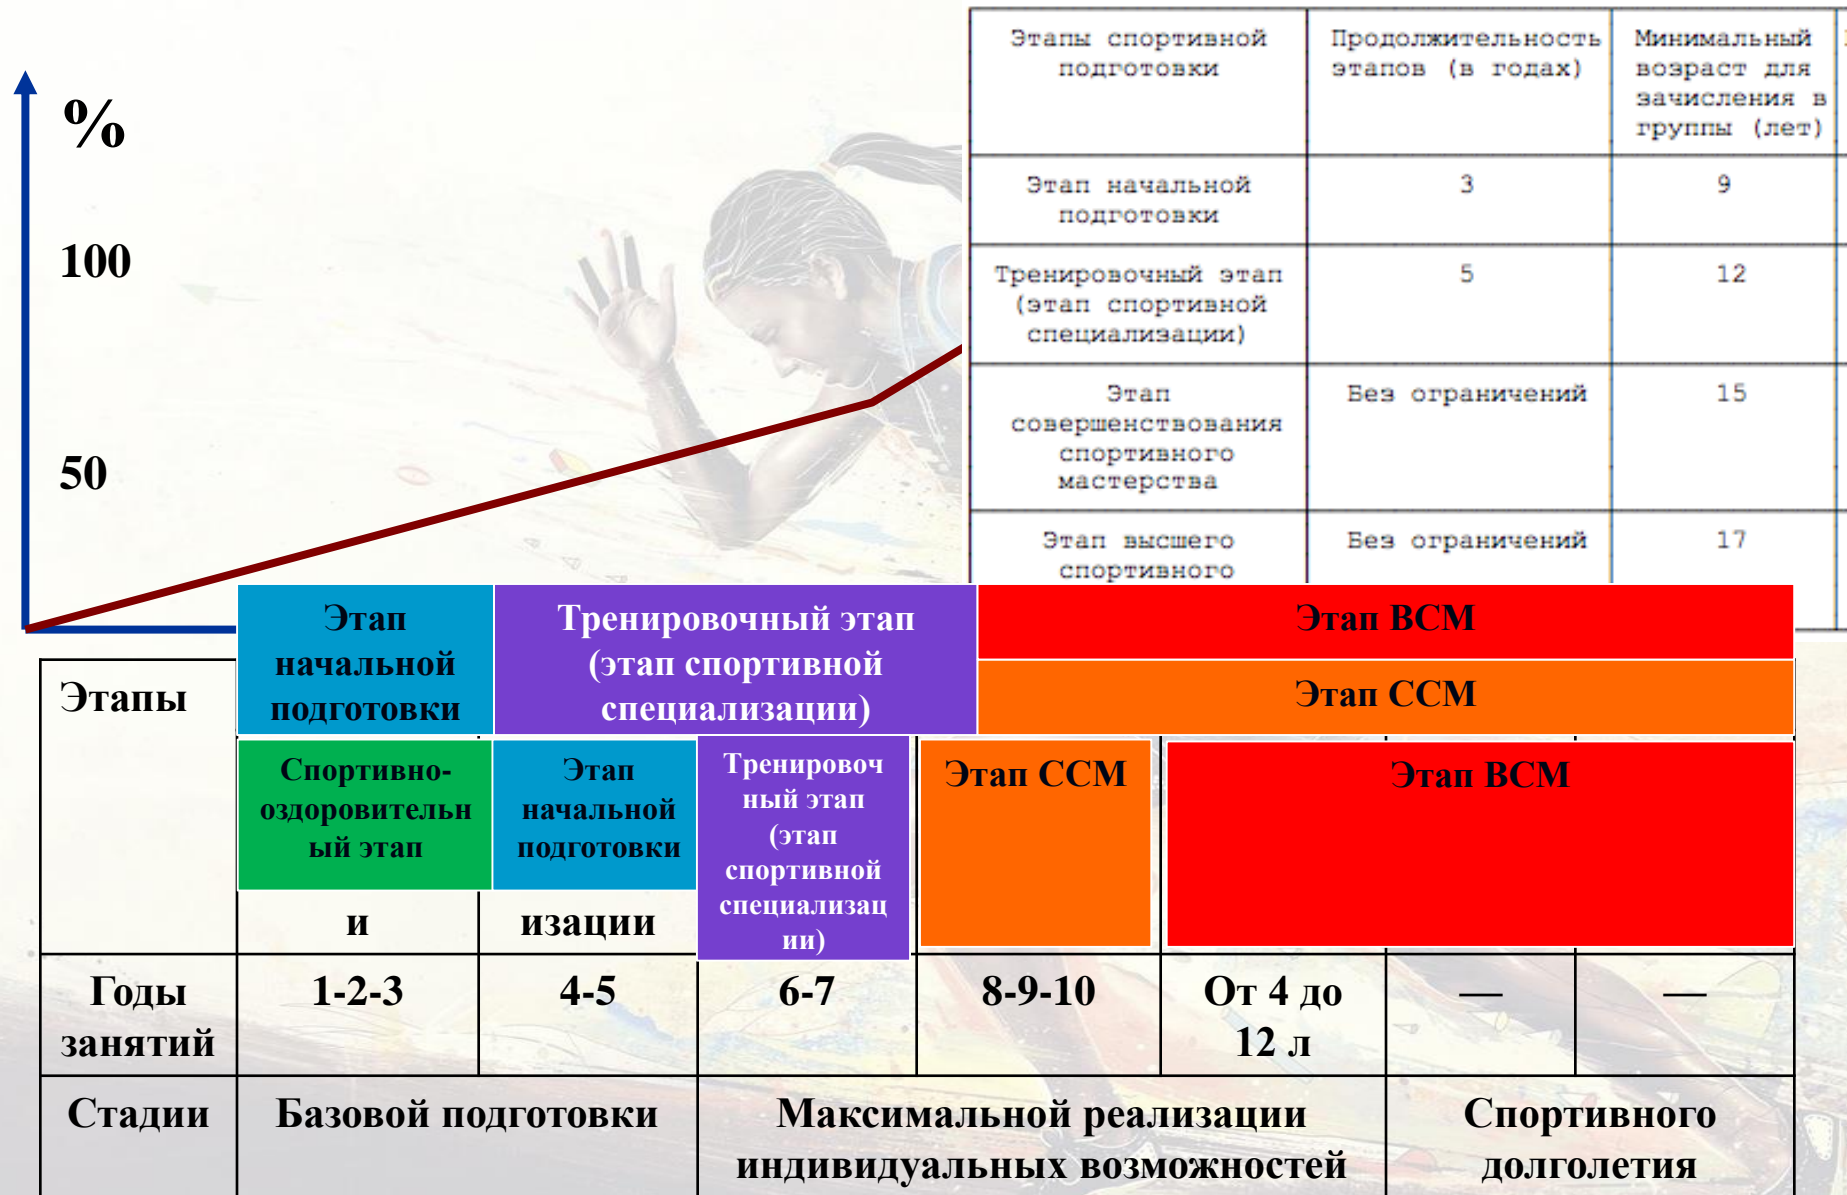 %
100
50
Этапы спортивной
подготовки
Продолжительность
этапов (в годах)
Минимальный
возраст для
зачисления в
группы (лет)
Этап начальной
подготовки
3
9
Тренировочный этап
(этап спортивной
специализации)
5
12
Этап
совершенствования
спортивного
мастерства
Без ограничений
15
Этап высшего
спортивного
Без ограничений
17
Этап
начальной
подготовки
Тренировочный этап
(этап спортивной
специализации)
Этап ВСМ
Этап ССМ
Этапы
Спортивно-
оздоровительн
ый этап
Этап
начальной
подготовки
Тренировоч
ный этап
(этап
спортивной
специализац
ии)
Этап ССМ
Этап ВСМ
и
изации
Годы
занятий
1-2-3
4-5
6-7
8-9-10
От 4 до
12 л
—
—
Стадии
Базовой подготовки
Максимальной реализации
индивидуальных возможностей
Спортивного
долголетия